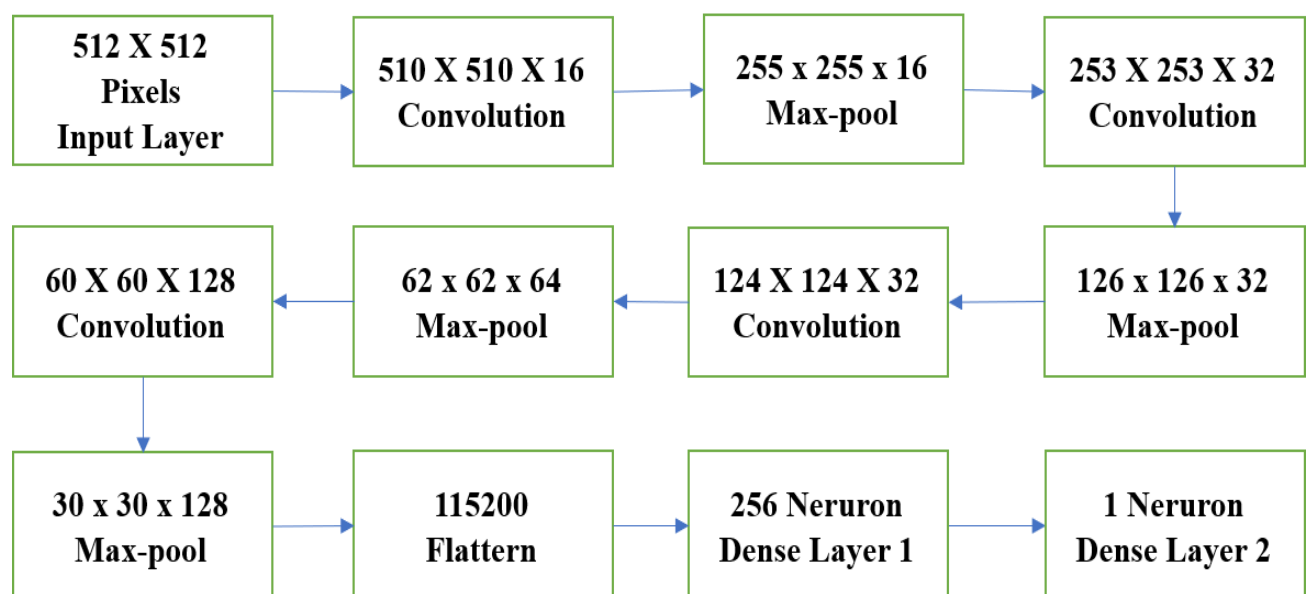 512 X 512
Pixels
Input Layer
510 X 510 X 16
Convolution
255 x 255 x 16
Max-pool
253 X 253 X 32
Convolution
126 x 126 x 32
Max-pool
124 X 124 X 32
Convolution
62 x 62 x 64
Max-pool
60 X 60 X 128
Convolution
30 x 30 x 128
Max-pool
115200
Flattern
256 Neruron
Dense Layer 1
1 Neruron
Dense Layer 2